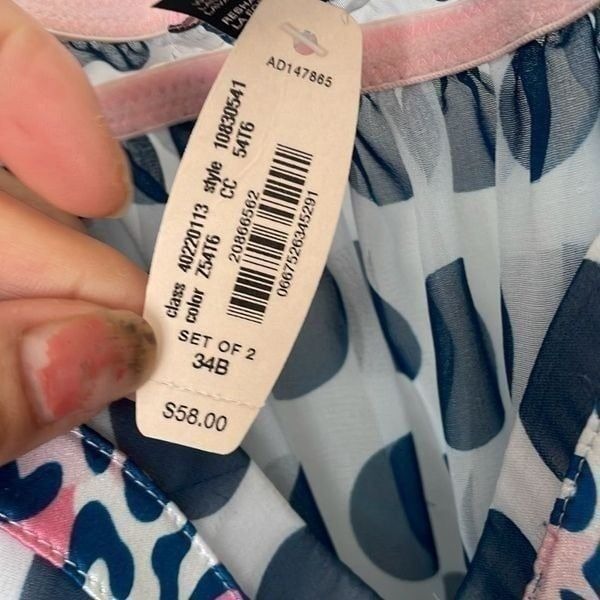 AD147865
class 40220113 style 10830541
color Z54T6 CC 54T6
20866562
0667526345291
SET OF 2
34B
$58.00